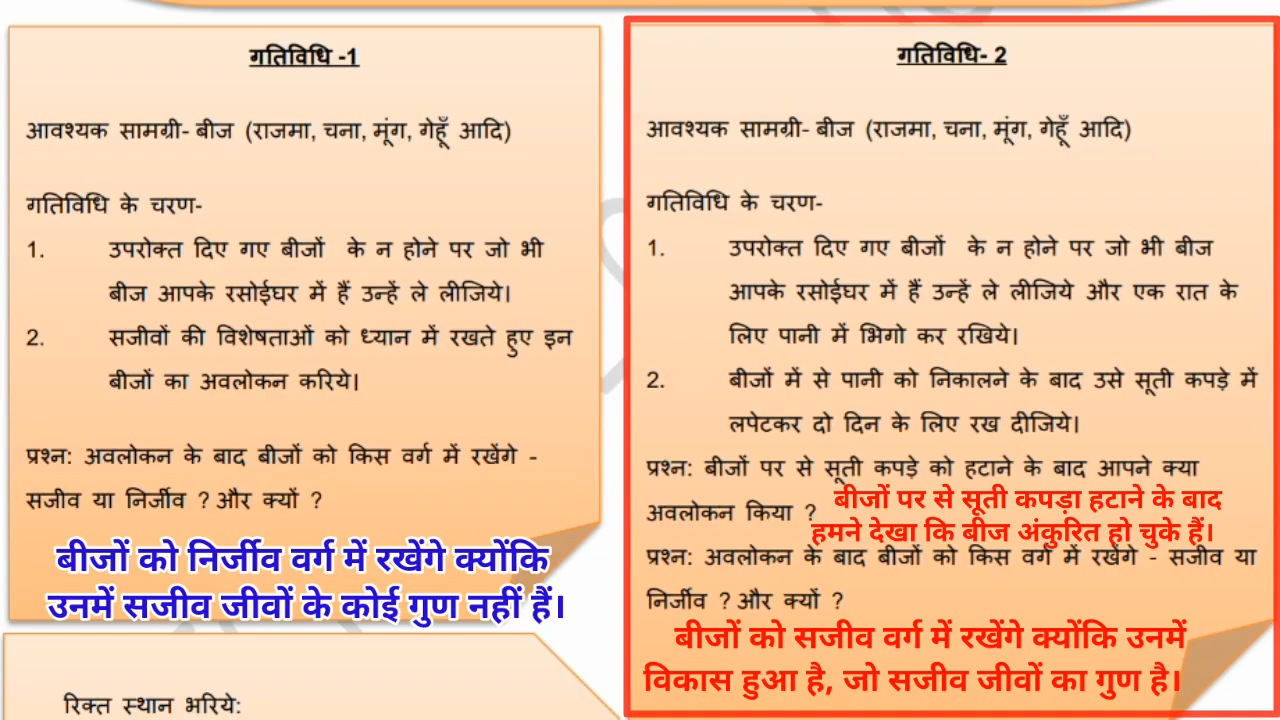 गतिविधि -1
आवश्यक सामग्री- बीज (राजमा, चना, मूंग, गेहूँ आदि)
गतिविधि के चरण-
1. उपरोक्त दिए गए बीजों के न होने पर जो भी
बीज आपके रसोईघर में हैं उन्हें ले लीजिये।
2. सजीवों की विशेषताओं को ध्यान में रखते हुए इन
बीजों का अवलोकन करिये।
प्रश्न: अवलोकन के बाद बीजों को किस वर्ग में रखेंगे -
सजीव या निर्जीव ? और क्यों ?
बीजों को निर्जीव वर्ग में रखेंगे क्योंकि
उनमें सजीव जीवों के कोई गुण नहीं हैं।
रिक्त स्थान भरिये:
गतिविधि- 2
आवश्यक सामग्री- बीज (राजमा, चना, मूंग, गेहूँ आदि)
गतिविधि के चरण-
1. उपरोक्त दिए गए बीजों के न होने पर जो भी बीज
आपके रसोईघर में हैं उन्हें ले लीजिये और एक रात के
लिए पानी में भिगो कर रखिये।
2. बीजों में से पानी को निकालने के बाद उसे सूती कपड़े में
लपेटकर दो दिन के लिए रख दीजिये।
प्रश्न: बीजों पर से सूती कपड़े को हटाने के बाद आपने क्या
अवलोकन किया ?
बीजों पर से सूती कपड़ा हटाने के बाद
हमने देखा कि बीज अंकुरित हो चुके हैं।
प्रश्न: अवलोकन के बाद बीजों को किस वर्ग में रखेंगे - सजीव या
निर्जीव ? और क्यों ?
बीजों को सजीव वर्ग में रखेंगे क्योंकि उनमें
विकास हुआ है, जो सजीव जीवों का गुण है।